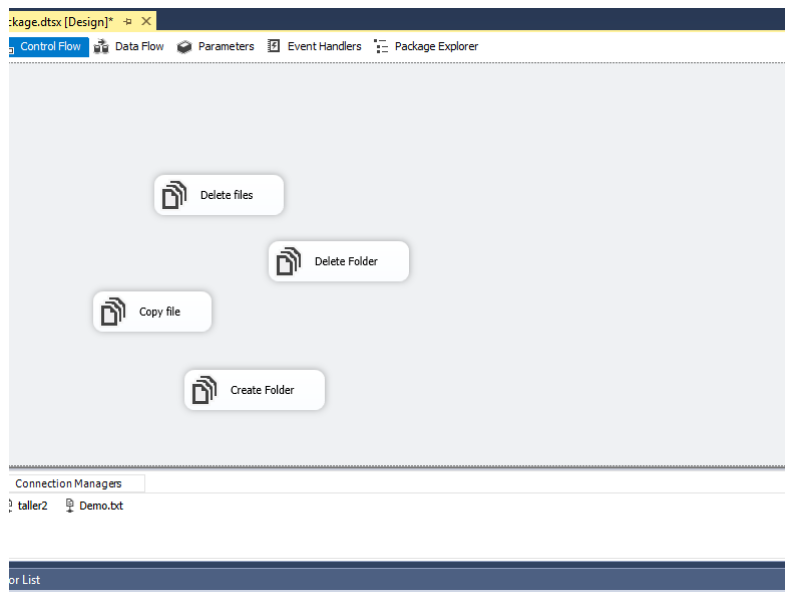 ckage.dtsx [Design]*
Control Flow Data Flow Parameters Event Handlers Package Explorer
Delete files
Delete Folder
Copy file
Create Folder
Connection Managers
taller2 Demo.txt
or List